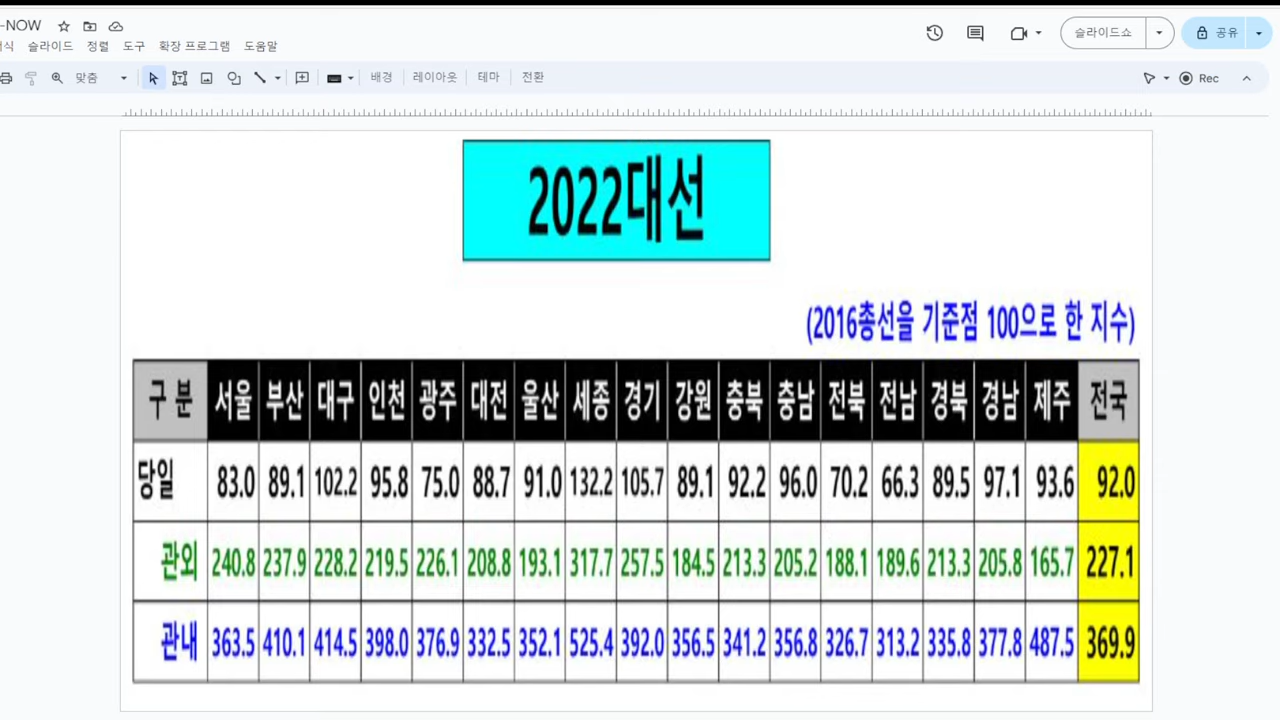 -NOW
서식 슬라이드 정렬 도구 확장 프로그램 도움말
슬라이드쇼 공유
맞춤 배경 레이아웃 테마 전환 Rec
2022대선
(2016총선을 기준점 100으로 한 지수)
구 분 서울 부산 대구 인천 광주 대전 울산 세종 경기 강원 충북 충남 전북 전남 경북 경남 제주 전국
당일 83.0 89.1 102.2 95.8 75.0 88.7 91.0 132.2 105.7 89.1 92.2 96.0 70.2 66.3 89.5 97.1 93.6 92.0
관외 240.8 237.9 228.2 219.5 226.1 208.8 193.1 317.7 257.5 184.5 213.3 205.2 188.1 189.6 213.3 205.8 165.7 227.1
관내 363.5 410.1 414.5 398.0 376.9 332.5 352.1 525.4 392.0 356.5 341.2 356.8 326.7 313.2 335.8 377.8 487.5 369.9